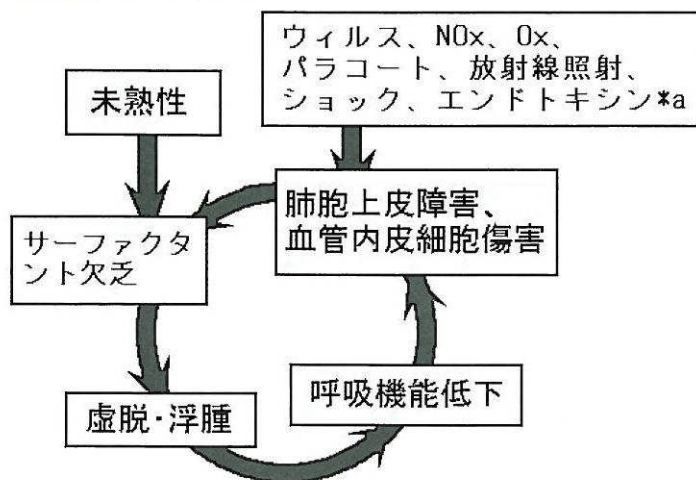 ウィルス、NOx、Ox、
パラコート、放射線照射、
ショック、エンドトキシン*a
未熟性
肺胞上皮障害、
血管内皮細胞傷害
サーファクタ
ント欠乏
呼吸機能低下
虚脱・浮腫